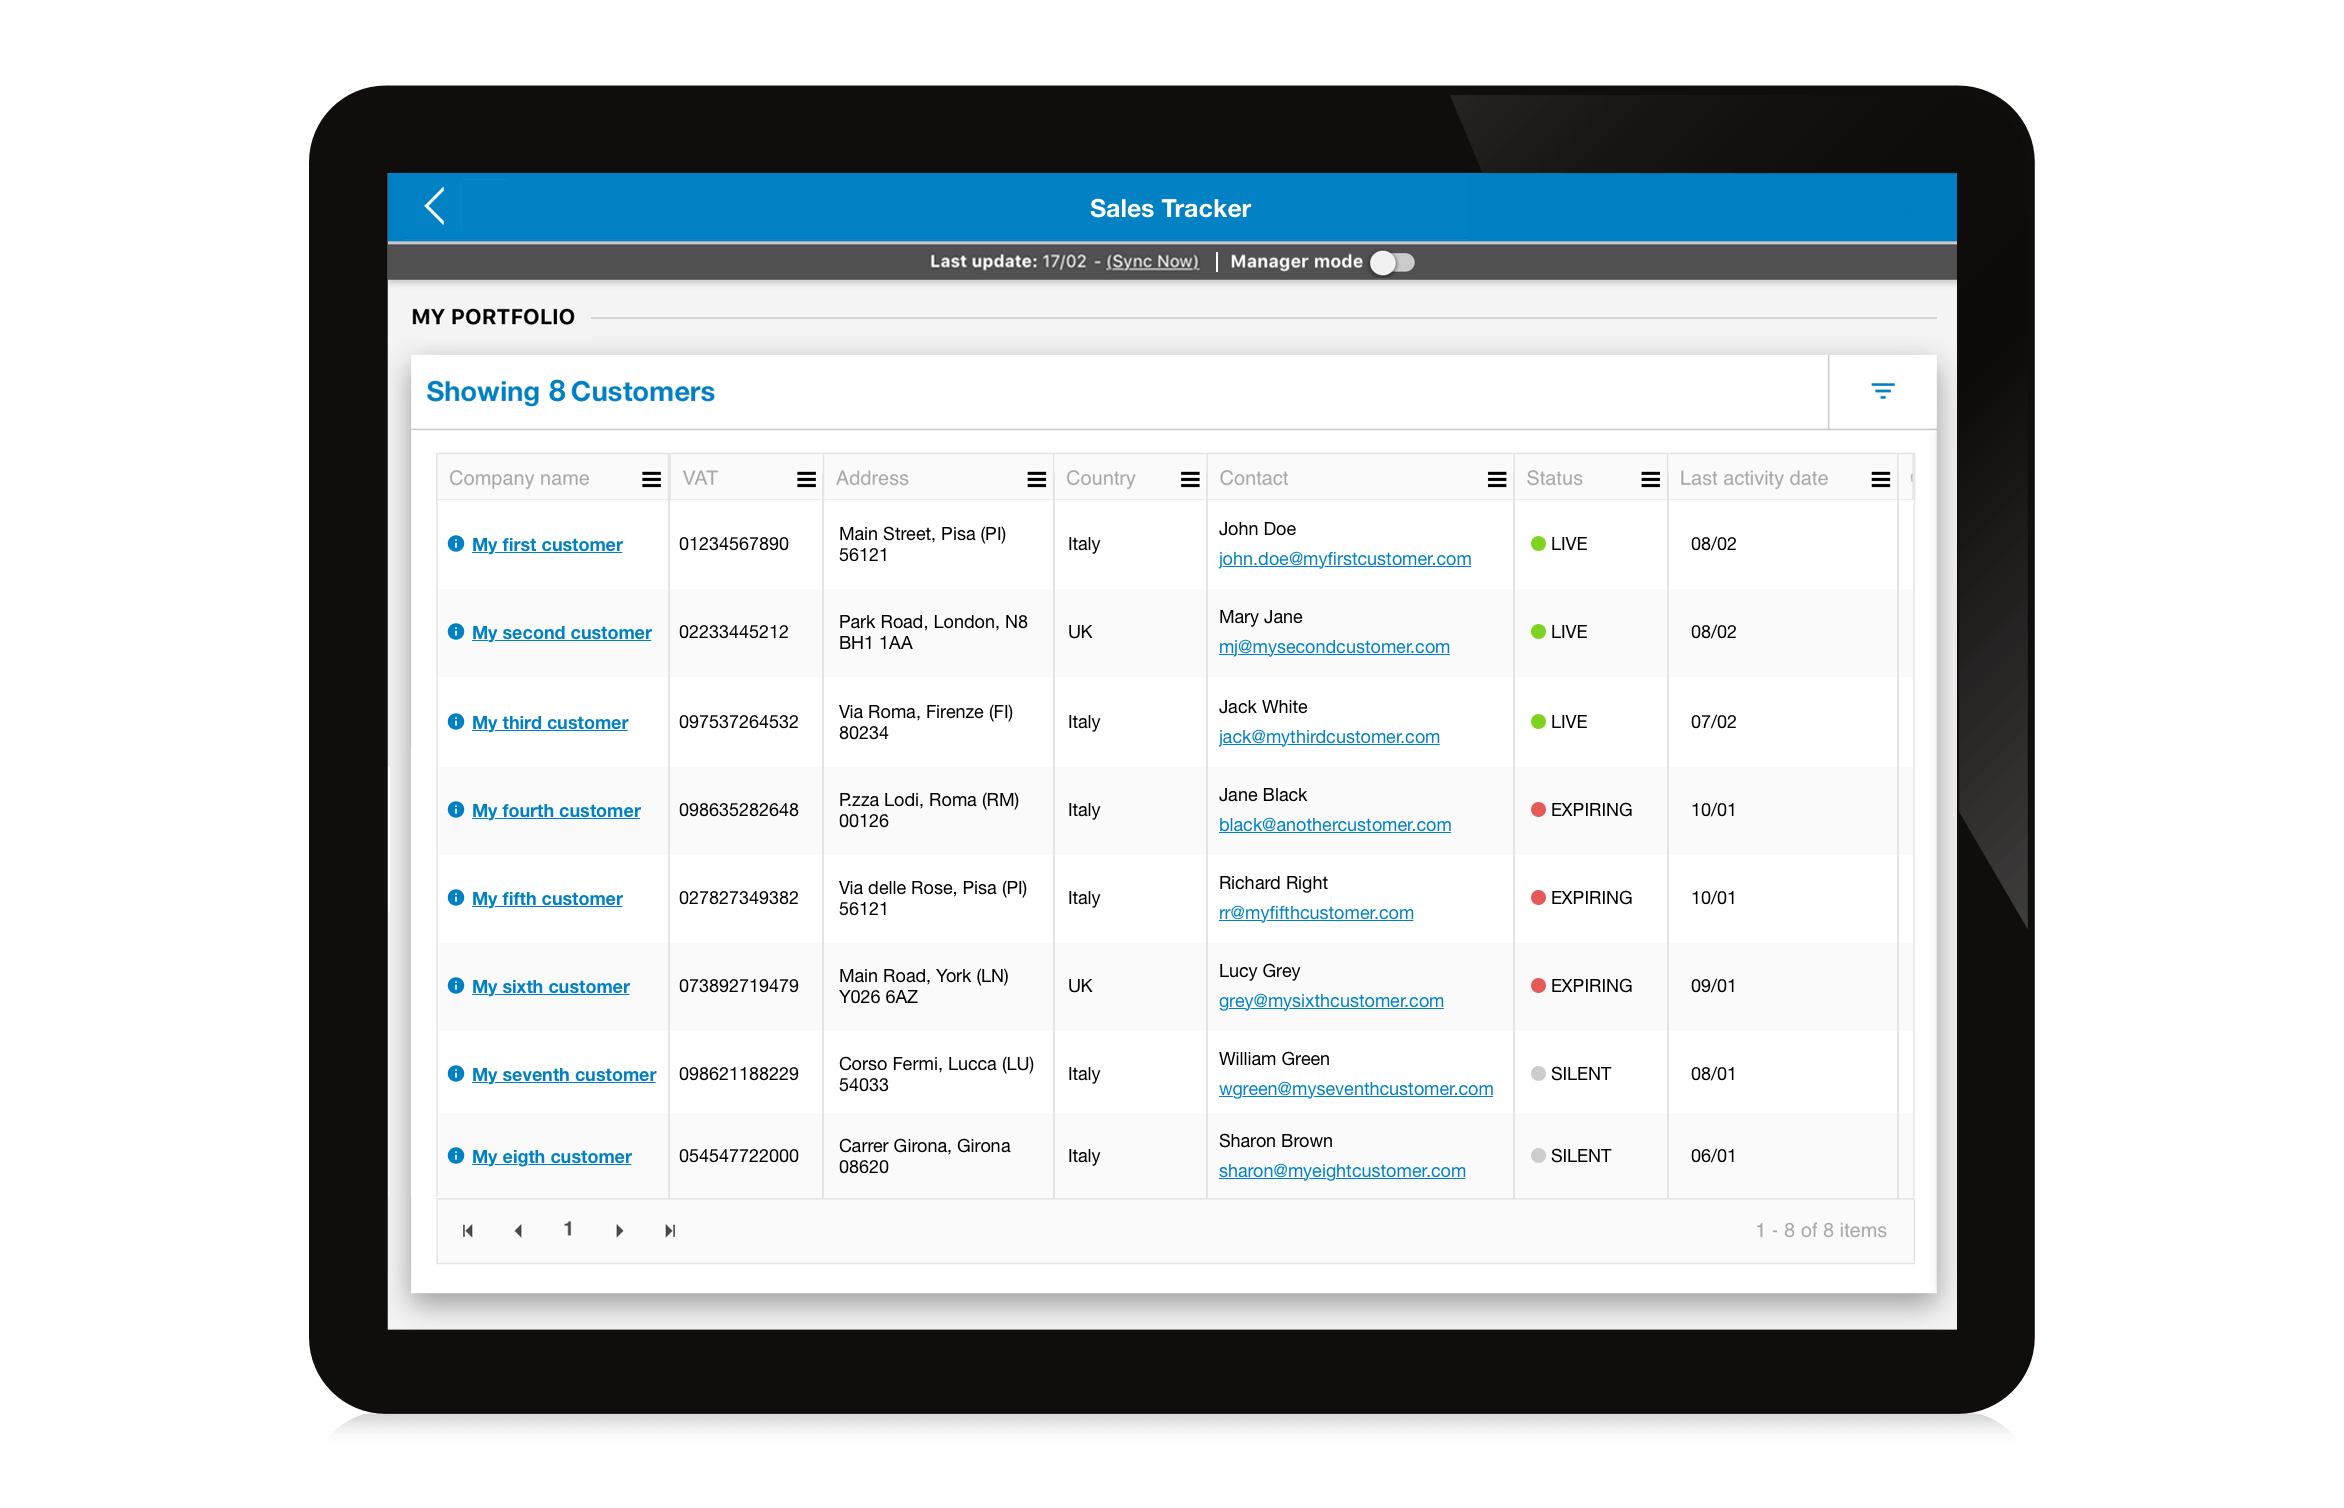 Sales Tracker
Last update: 17/02 - (Sync Now) | Manager mode
MY PORTFOLIO
Showing 8 Customers
Company name VAT Address Country Contact Status Last activity date
My first customer 01234567890 Main Street, Pisa (PI) Italy John Doe LIVE 08/02
56121 john.doe@myfirstcustomer.com
My second customer 02233445212 Park Road, London, N8 UK Mary Jane LIVE 08/02
BH1 1AA mj@mysecondcustomer.com
My third customer 097537264532 Via Roma, Firenze (FI) Italy Jack White LIVE 07/02
80234 jack@mythirdcustomer.com
My fourth customer 098635282648 P.zza Lodi, Roma (RM) Italy Jane Black EXPIRING 10/01
00126 black@anothercustomer.com
My fifth customer 027827349382 Via delle Rose, Pisa (PI) Italy Richard Right EXPIRING 10/01
56121 rr@myfifthcustomer.com
My sixth customer 073892719479 Main Road, York (LN) UK Lucy Grey EXPIRING 09/01
Y026 6AZ grey@mysixthcustomer.com
My seventh customer 098621188229 Corso Fermi, Lucca (LU) Italy William Green SILENT 08/01
54033 wgreen@myseventhcustomer.com
My eigth customer 054547722000 Carrer Girona, Girona Italy Sharon Brown SILENT 06/01
08620 sharon@myeightcustomer.com
1 1 - 8 of 8 items